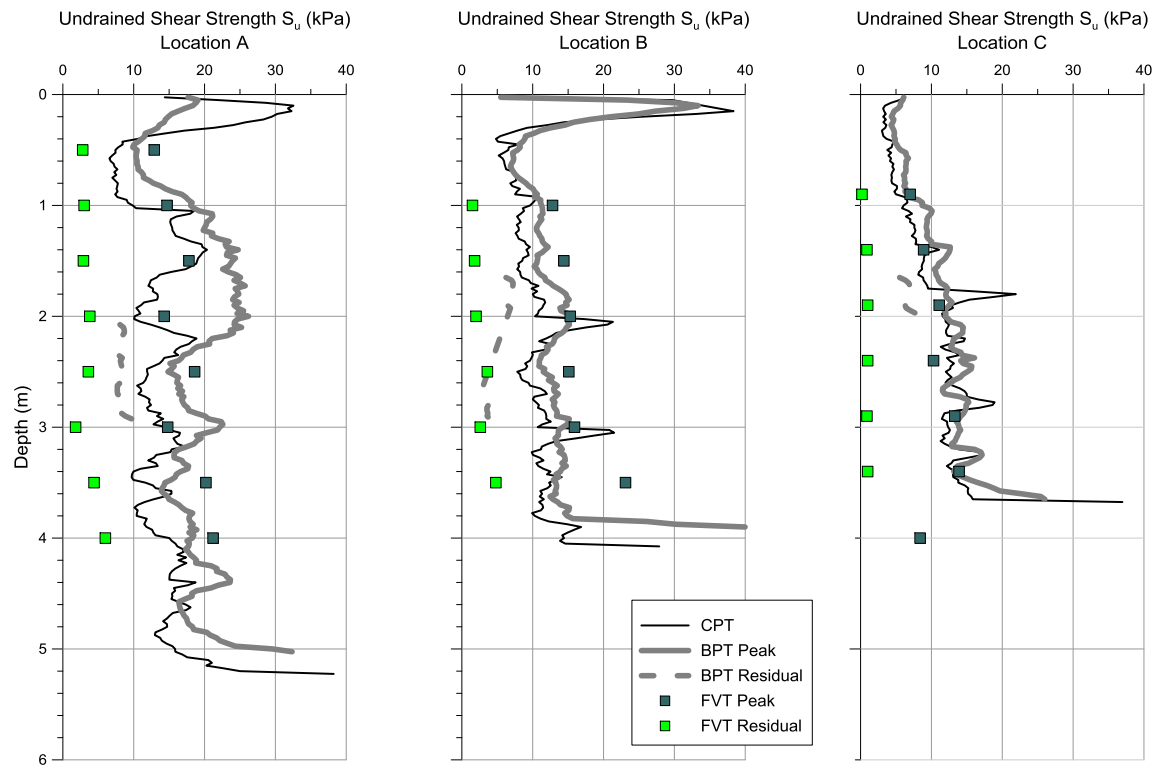 Undrained Shear Strength Su (kPa)
Location A
Undrained Shear Strength Su (kPa)
Location B
Undrained Shear Strength Su (kPa)
Location C
0 10 20 30 40
0 10 20 30 40
0 10 20 30 40
0
1
2
3
4
5
6
Depth (m)
CPT
BPT Peak
BPT Residual
FVT Peak
FVT Residual